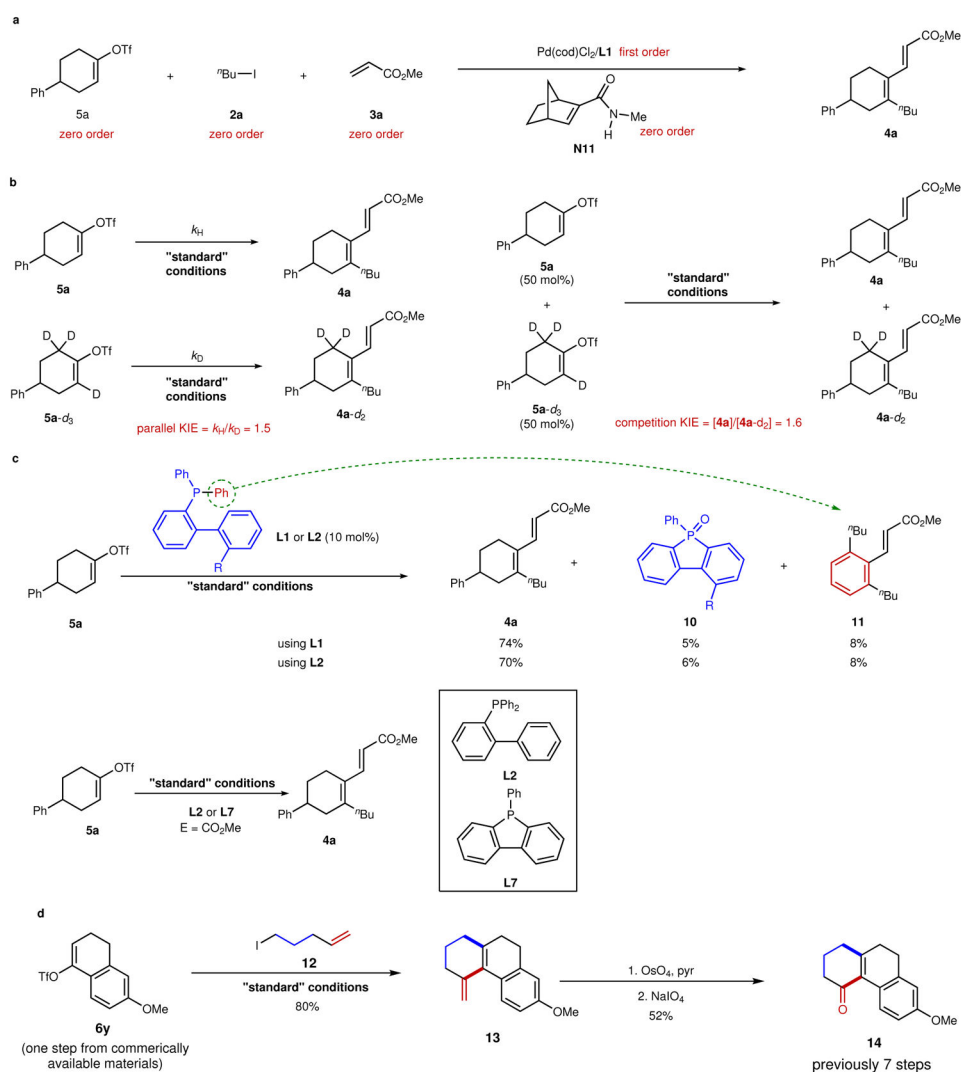 a
OTf
Ph
5a
zero order
+
nBu I
2a
zero order
+
CO2Me
3a
zero order
Pd(cod)Cl2/L1 first order
O
N
H
Me
zero order
N11
CO2Me
Ph
nBu
4a
b
OTf
Ph
5a
kH
"standard"
conditions
CO2Me
Ph
nBu
4a
D D
OTf
Ph
D
5a-d3
kD
"standard"
conditions
D D
CO2Me
Ph
nBu
4a-d2
parallel KIE = kH/kD = 1.5
OTf
Ph
5a
(50 mol%)
+
D D
OTf
Ph
D
5a-d3
(50 mol%)
"standard"
conditions
CO2Me
Ph
nBu
4a
+
D D
CO2Me
Ph
nBu
4a-d2
competition KIE = [4a]/[4a-d2] = 1.6
c
OTf
Ph
5a
Ph
P Ph
R
L1 or L2 (10 mol%)
"standard" conditions
CO2Me
Ph
nBu
4a
+
Ph O
P
R
10
+
nBu
CO2Me
nBu
11
using L1 74% 5% 8%
using L2 70% 6% 8%
OTf
Ph
5a
"standard" conditions
L2 or L7
E = CO2Me
CO2Me
Ph
nBu
4a
PPh2
L2
Ph
P
L7
d
TfO
OMe
6y
(one step from commerically
available materials)
I
12
"standard" conditions
80%
OMe
13
1. OsO4, pyr
2. NaIO4
52%
O
OMe
14
previously 7 steps